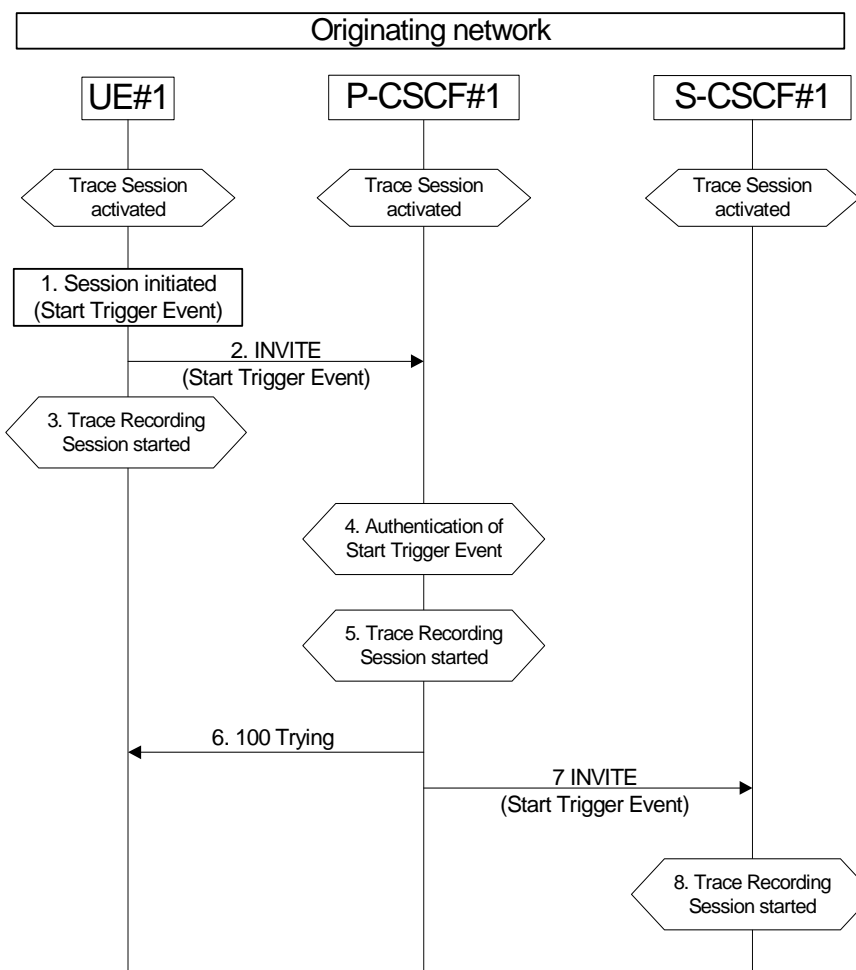 Originating network
UE#1
P-CSCF#1
S-CSCF#1
Trace Session
activated
Trace Session
activated
Trace Session
activated
1. Session initiated
(Start Trigger Event)
2. INVITE
(Start Trigger Event)
3. Trace Recording
Session started
4. Authentication of
Start Trigger Event
5. Trace Recording
Session started
6. 100 Trying
7 INVITE
(Start Trigger Event)
8. Trace Recording
Session started